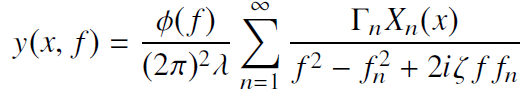 y(x, f) = \frac{\phi(f)}{(2\pi)^2 \lambda} \sum_{n=1}^{\infty} \frac{\Gamma_n X_n(x)}{f^2 - f_n^2 + 2i\zeta f f_n}